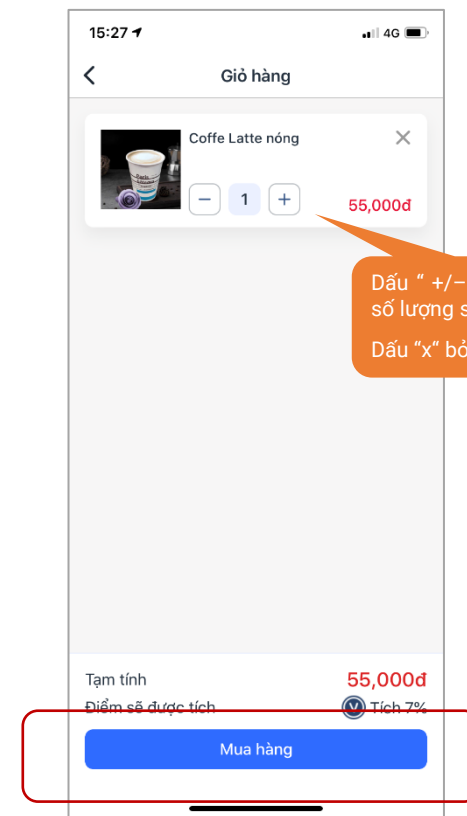 15:27
4G
Giỏ hàng
Coffe Latte nóng
1
55,000đ
Dấu “ +/–
số lượng s
Dấu “x“ bỏ
Tạm tính
55,000đ
Điểm sẽ được tích
Tích 7%
Mua hàng